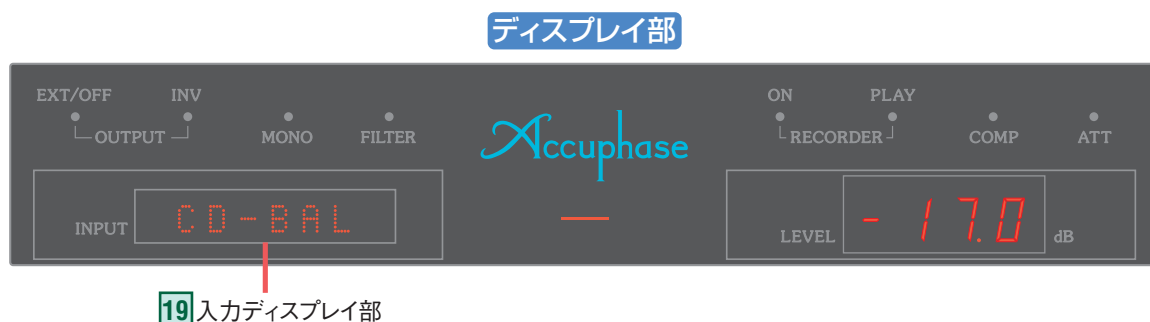 ディスプレイ部
EXT/OFF INV ON PLAY
OUTPUT MONO FILTER Accuphase RECORDER COMP ATT
INPUT CD-BAL LEVEL -17.0 dB
19 入力ディスプレイ部